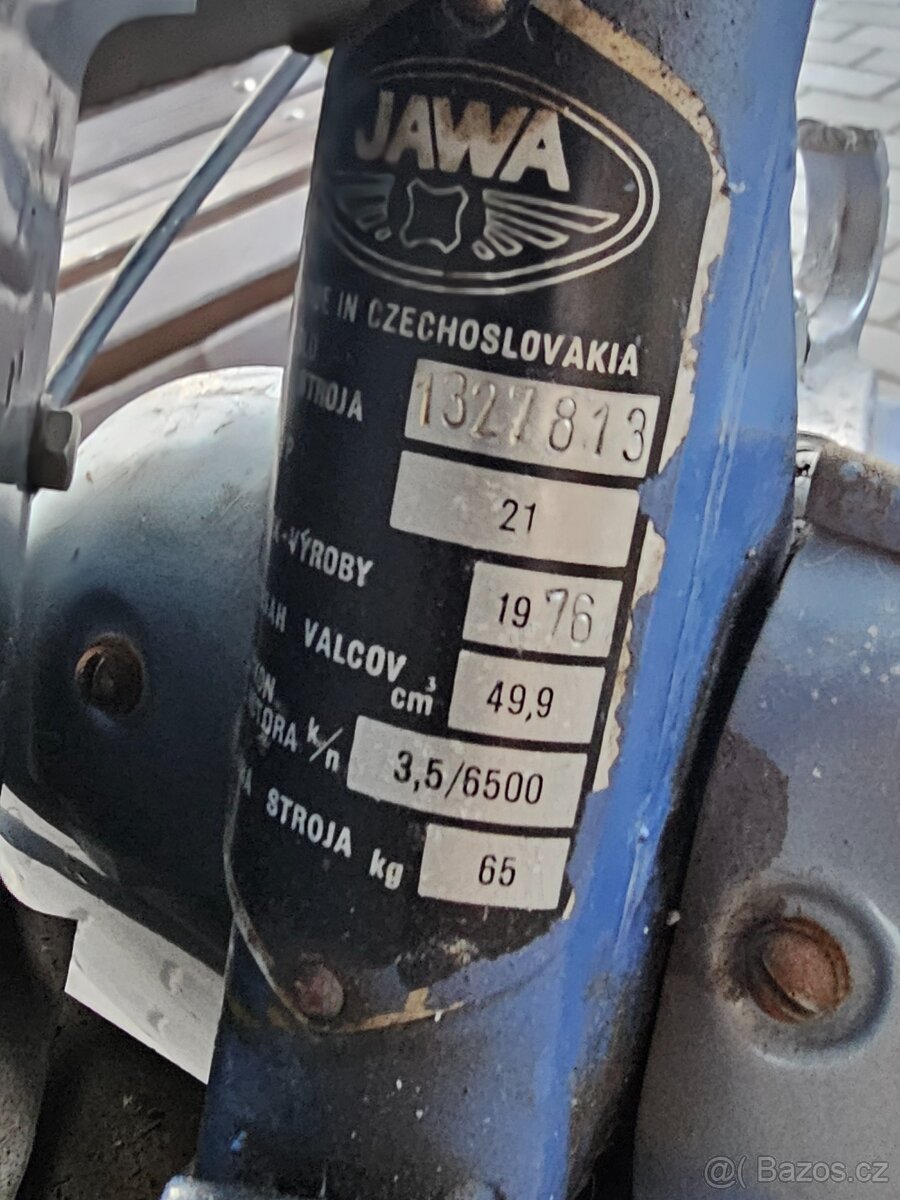 JAWA
IN CZECHOSLOVAKIA
STROJA 1327813
21
VÝROBY 1976
VALCOV cm³ 49,9
k/n 3,5/6500
STROJA kg 65
@( Bazos.cz